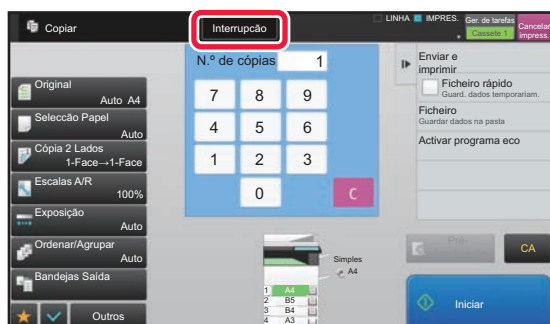 Copiar
Interrupcão
LINHA
IMPRES.
Ger. de tarefas
Cassete 1
Cancelar
impress.
Original
Auto A4
Seleccão Papel
Auto
Cópia 2 Lados
1-Face→1-Face
Escalas A/R
100%
Exposição
Auto
Ordenar/Agrupar
Auto
Bandejas Saída
Outros
N.º de cópias 1
7 8 9
4 5 6
1 2 3
0 C
Simples
A4
1 A4
2 B5
3 B4
4 A3
Enviar e
imprimir
Ficheiro rápido
Guard. dados temporariam.
Ficheiro
Guardar dados na pasta
Activar programa eco
Pré-
CA
Iniciar